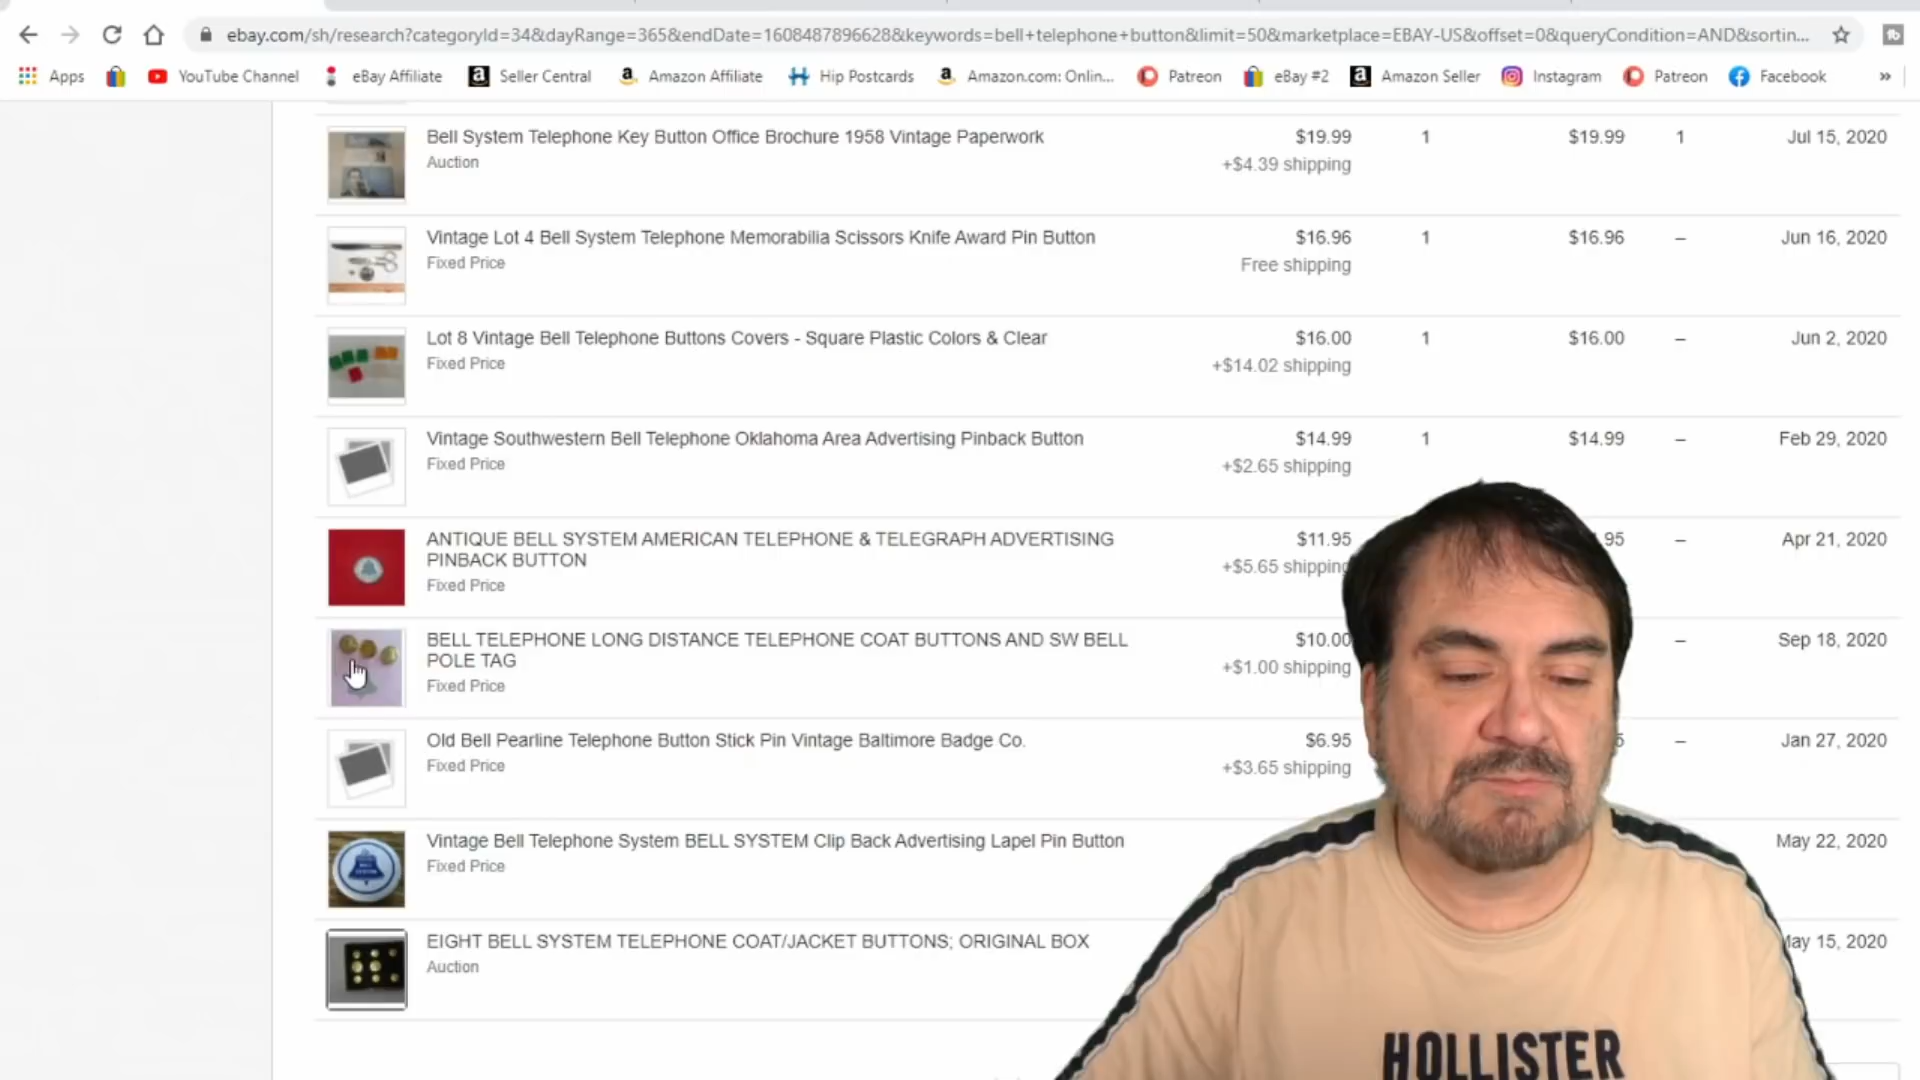 ebay.com/sh/research?categoryId=34&dayRange=365&endDate=1608487896628&keywords=bell+telephone+button&limit=50&marketplace=EBAY-US&offset=0&queryCondition=AND&sortin...
Apps YouTube Channel eBay Affiliate Seller Central Amazon Affiliate Hip Postcards Amazon.com: Onlin... Patreon eBay #2 Amazon Seller Instagram Patreon Facebook »
Bell System Telephone Key Button Office Brochure 1958 Vintage Paperwork $19.99 1 $19.99 1 Jul 15, 2020
Auction +$4.39 shipping
Vintage Lot 4 Bell System Telephone Memorabilia Scissors Knife Award Pin Button $16.96 1 $16.96 – Jun 16, 2020
Fixed Price Free shipping
Lot 8 Vintage Bell Telephone Buttons Covers - Square Plastic Colors & Clear $16.00 1 $16.00 – Jun 2, 2020
Fixed Price +$14.02 shipping
Vintage Southwestern Bell Telephone Oklahoma Area Advertising Pinback Button $14.99 1 $14.99 – Feb 29, 2020
Fixed Price +$2.65 shipping
ANTIQUE BELL SYSTEM AMERICAN TELEPHONE & TELEGRAPH ADVERTISING $11.95 .95 – Apr 21, 2020
PINBACK BUTTON +$5.65 shipping
Fixed Price
BELL TELEPHONE LONG DISTANCE TELEPHONE COAT BUTTONS AND SW BELL $10.00 – Sep 18, 2020
POLE TAG +$1.00 shipping
Fixed Price
Old Bell Pearline Telephone Button Stick Pin Vintage Baltimore Badge Co. $6.95 5 – Jan 27, 2020
Fixed Price +$3.65 shipping
Vintage Bell Telephone System BELL SYSTEM Clip Back Advertising Lapel Pin Button May 22, 2020
Fixed Price
EIGHT BELL SYSTEM TELEPHONE COAT/JACKET BUTTONS; ORIGINAL BOX May 15, 2020
Auction
HOLLISTER